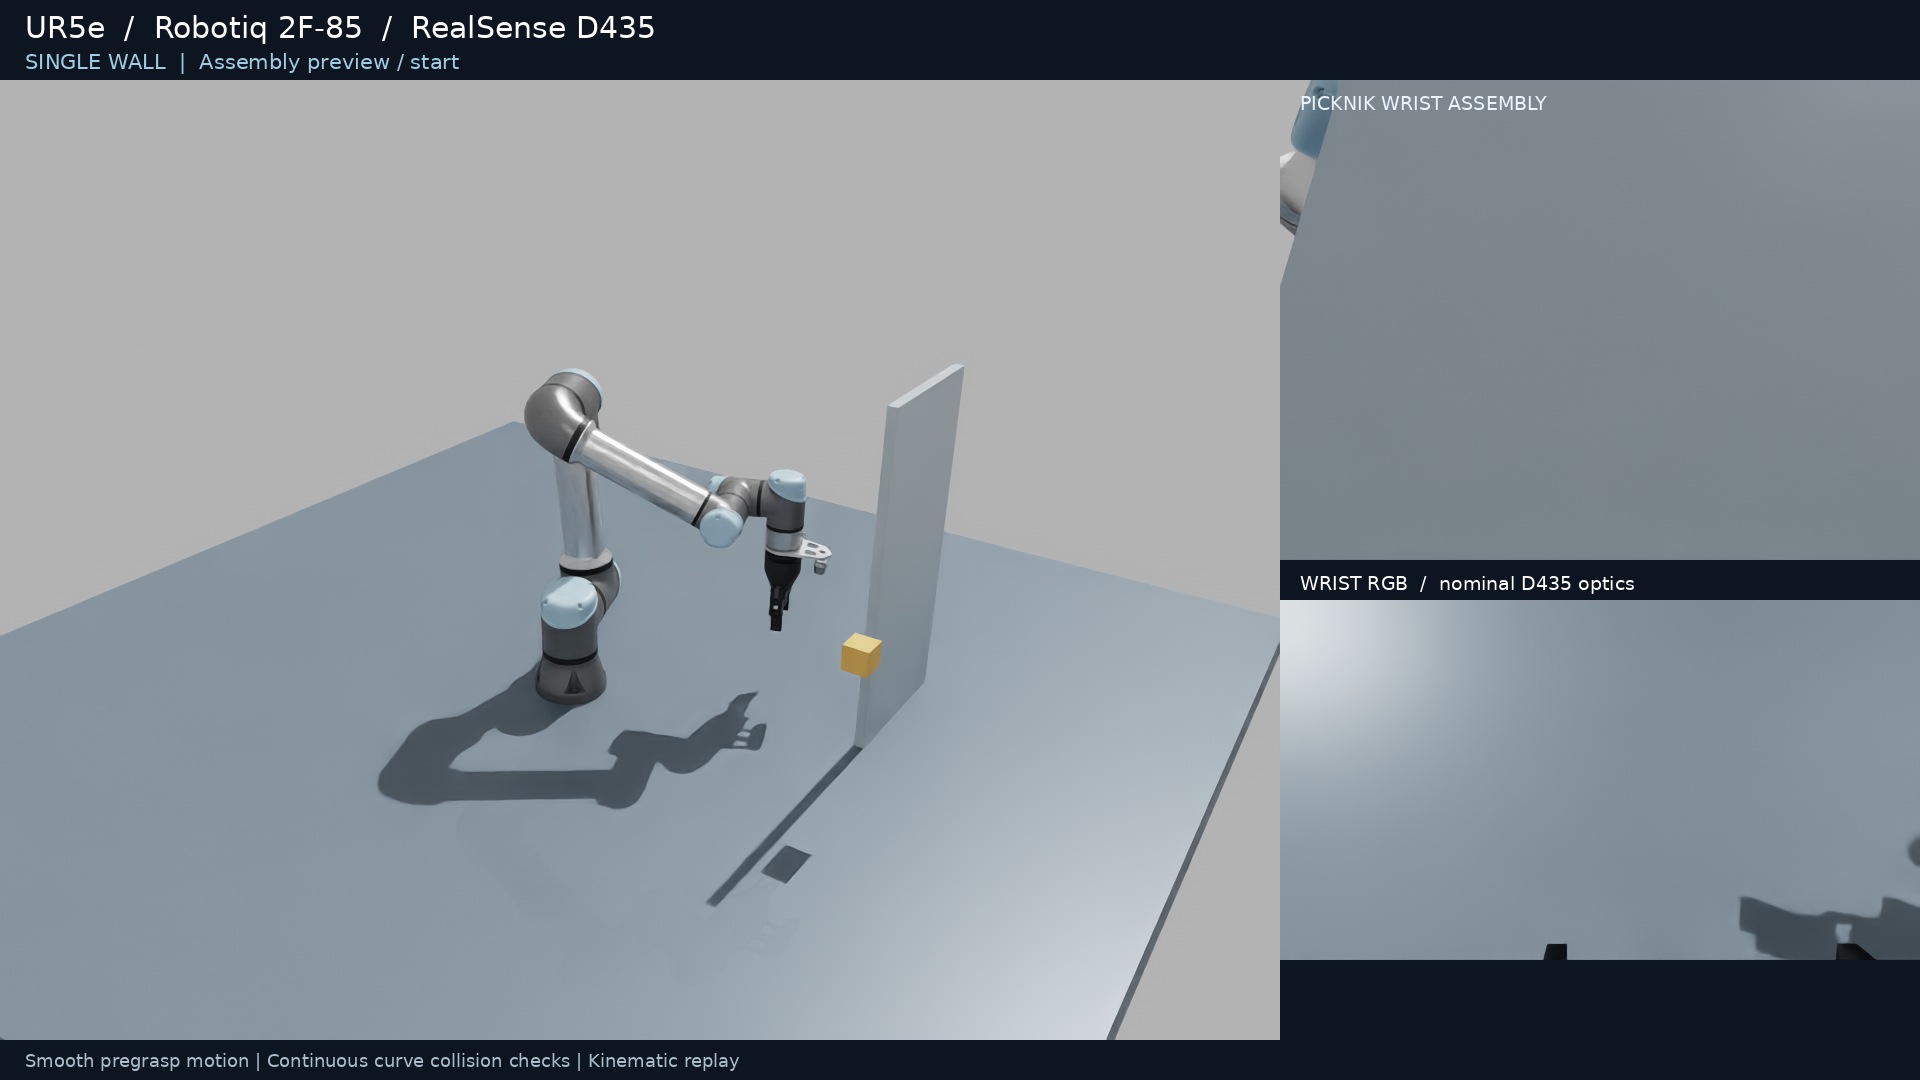 UR5e / Robotiq 2F-85 / RealSense D435
SINGLE WALL | Assembly preview / start
PICKNIK WRIST ASSEMBLY
WRIST RGB / nominal D435 optics
Smooth pregrasp motion | Continuous curve collision checks | Kinematic replay